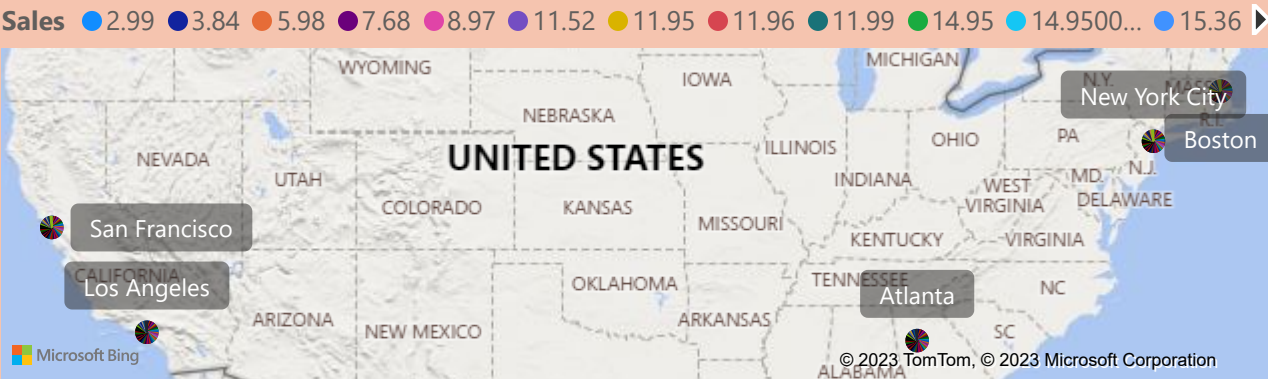 Sales 2.99 3.84 5.98 7.68 8.97 11.52 11.95 11.96 11.99 14.95 14.9500... 15.36
MICHIGAN
WYOMING
IOWA
N.Y.
MASS
New York City
NEBRASKA
R.I.
OHIO
PA
Boston
ILLINOIS
UNITED STATES
NEVADA
UTAH
INDIANA
MD.
N.J.
WEST
VIRGINIA
DELAWARE
COLORADO
KANSAS
MISSOURI
San Francisco
KENTUCKY
VIRGINIA
CALIFORNIA
Los Angeles
OKLAHOMA
TENNESSEE
NC
Atlanta
ARIZONA
NEW MEXICO
ARKANSAS
SC
Microsoft Bing
© 2023 TomTom, © 2023 Microsoft Corporation
ALABAMA